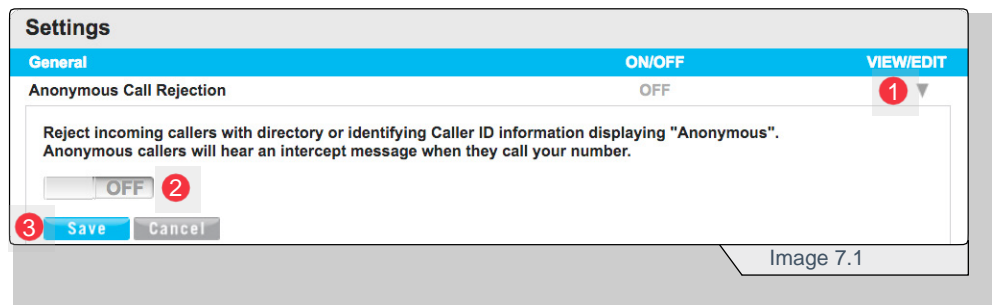 Settings
General ON/OFF VIEW/EDIT
Anonymous Call Rejection OFF 1 ▼
Reject incoming callers with directory or identifying Caller ID information displaying "Anonymous".
Anonymous callers will hear an intercept message when they call your number.
OFF 2
3 Save Cancel
Image 7.1